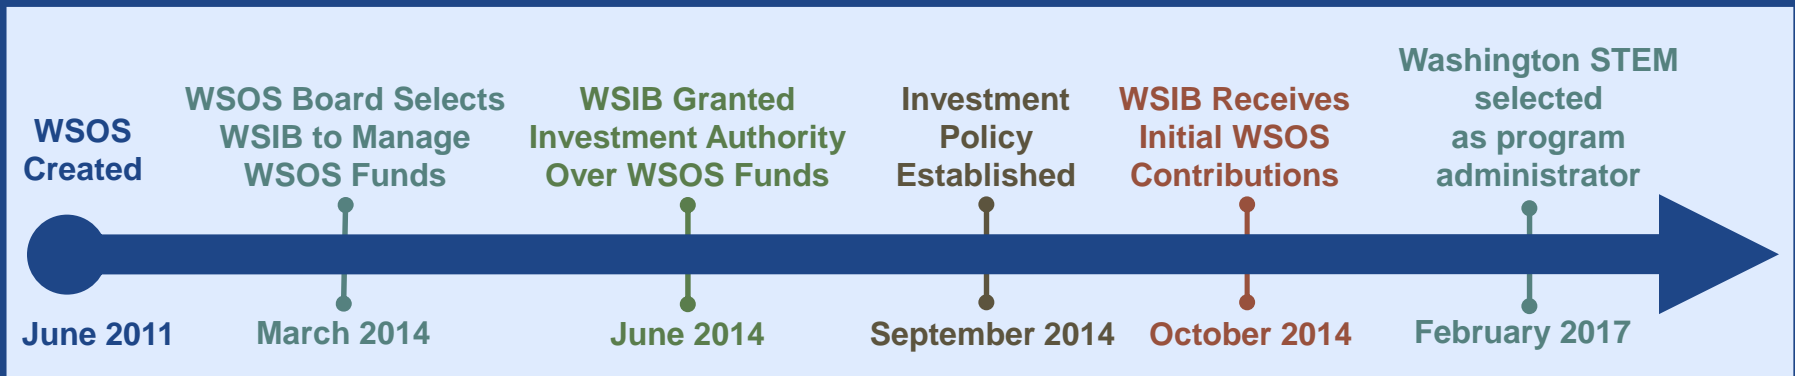 WSOS
Created
June 2011
WSOS Board Selects
WSIB to Manage
WSOS Funds
March 2014
WSIB Granted
Investment Authority
Over WSOS Funds
June 2014
Investment
Policy
Established
September 2014
WSIB Receives
Initial WSOS
Contributions
October 2014
Washington STEM
selected
as program
administrator
February 2017